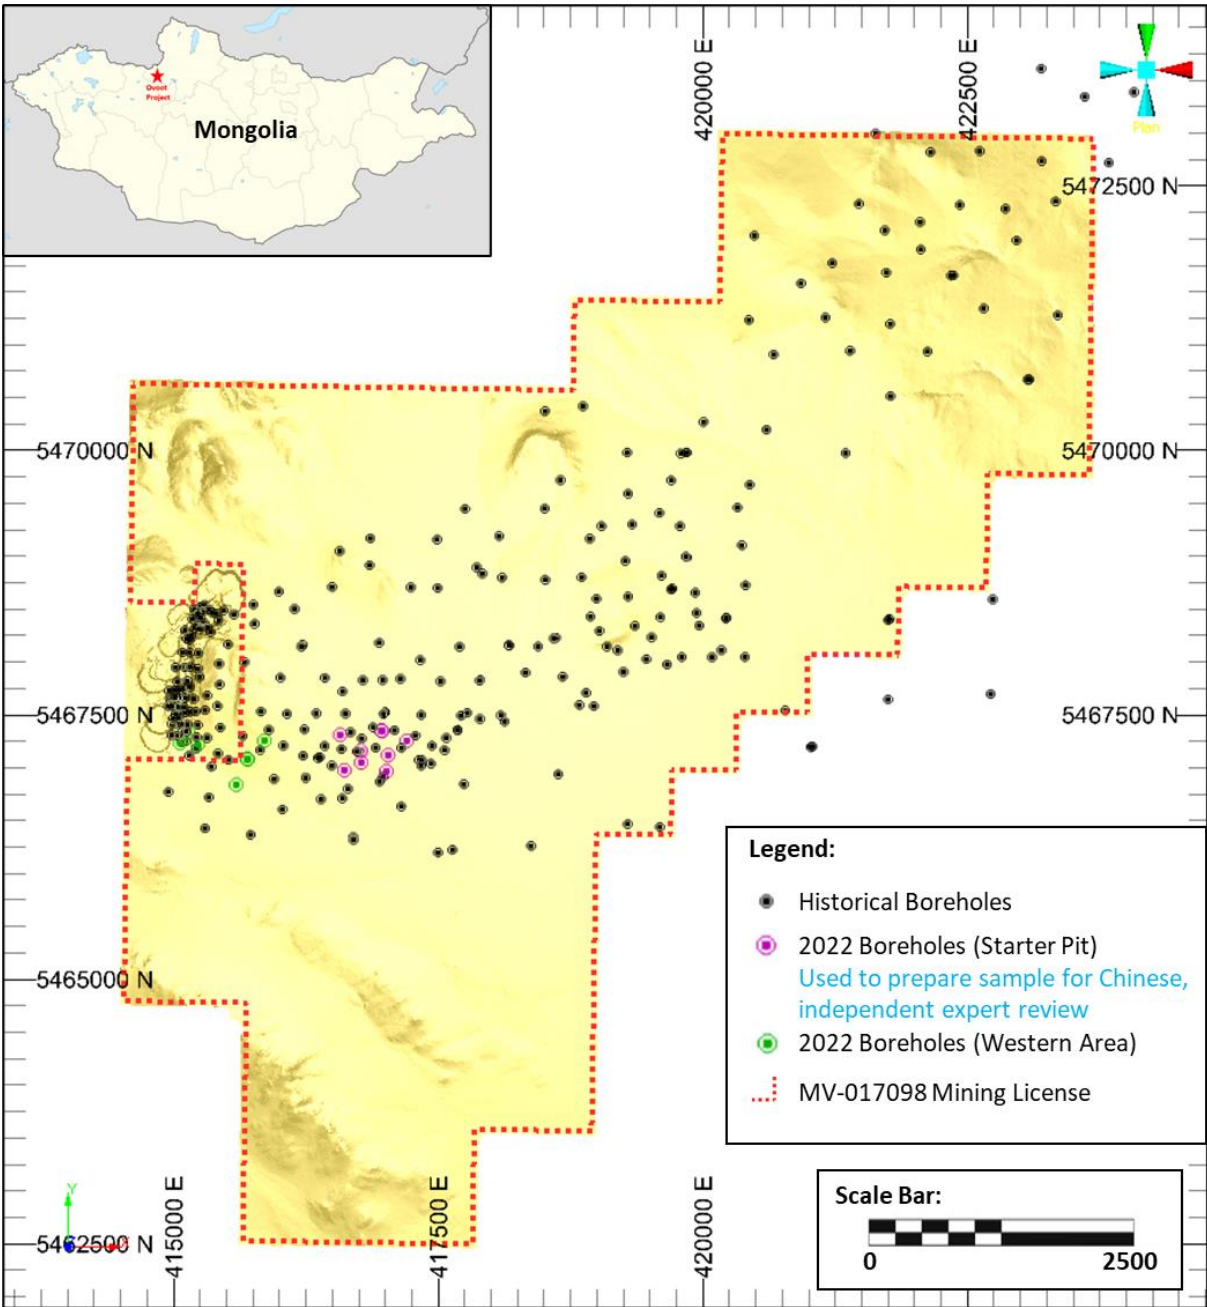 Ovoot
Project
Mongolia
420000 E
422500 E
Plan
5472500 N
5470000 N
5470000 N
5467500 N
5467500 N
Legend:
Historical Boreholes
2022 Boreholes (Starter Pit)
Used to prepare sample for Chinese,
independent expert review
2022 Boreholes (Western Area)
MV-017098 Mining License
5465000 N
Y
X
5462500 N
415000 E
417500 E
420000 E
Scale Bar:
0
2500